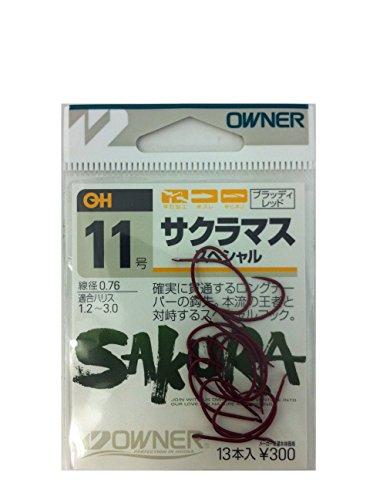 OWNER
OH
ブラッディ
レッド
11号
サクラマス
スペシャル
線径0.76
適合ハリス
1.2~3.0
確実に貫通するロングテー
パーの鈎先。本流の王者と
対峙するスペシャルフック。
SAKURA
OWNER
PERFECTION IN HOOKS
13本入¥300